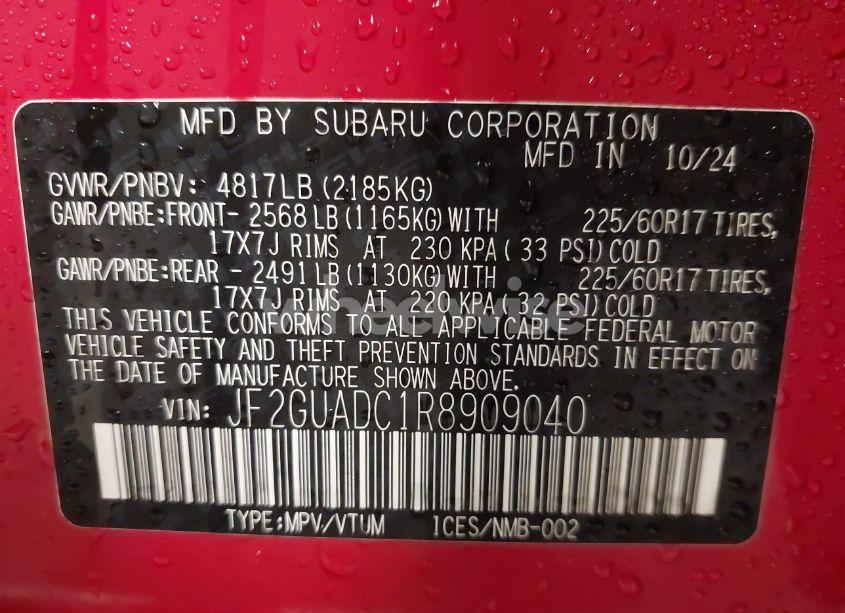 MFD BY SUBARU CORPORATION
MFD IN 10/24
GVWR/PNBV: 4817LB (2185KG)
GAWR/PNBE:FRONT- 2568 LB (1165KG) WITH 225/60R17 TIRES,
17X7J RIMS AT 230 KPA ( 33 PSI) COLD
GAWR/PNBE:REAR - 2491 LB (1130KG) WITH 225/60R17 TIRES,
17X7J RIMS AT 220 KPA (32 PSI) COLD
THIS VEHICLE CONFORMS TO ALL APPLICABLE FEDERAL MOTOR
VEHICLE SAFETY AND THEFT PREVENTION STANDARDS IN EFFECT ON
THE DATE OF MANUFACTURE SHOWN ABOVE.
VIN: JF2GUADC1R8909040
TYPE:MPV/VTUM ICES/NMB-002